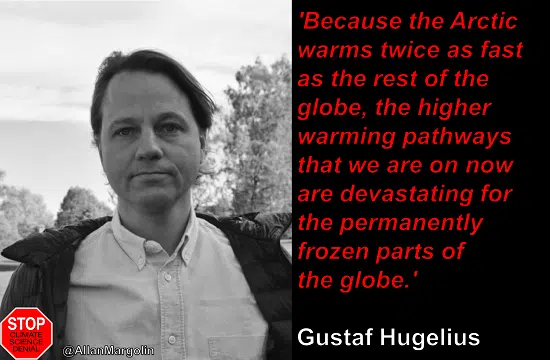 'Because the Arctic
warms twice as fast
as the rest of the
globe, the higher
warming pathways
that we are on now
are devastating for
the permanently
frozen parts of
the globe.'
Gustaf Hugelius
STOP
CLIMATE
SCIENCE
DENIAL
@AllanMargolin